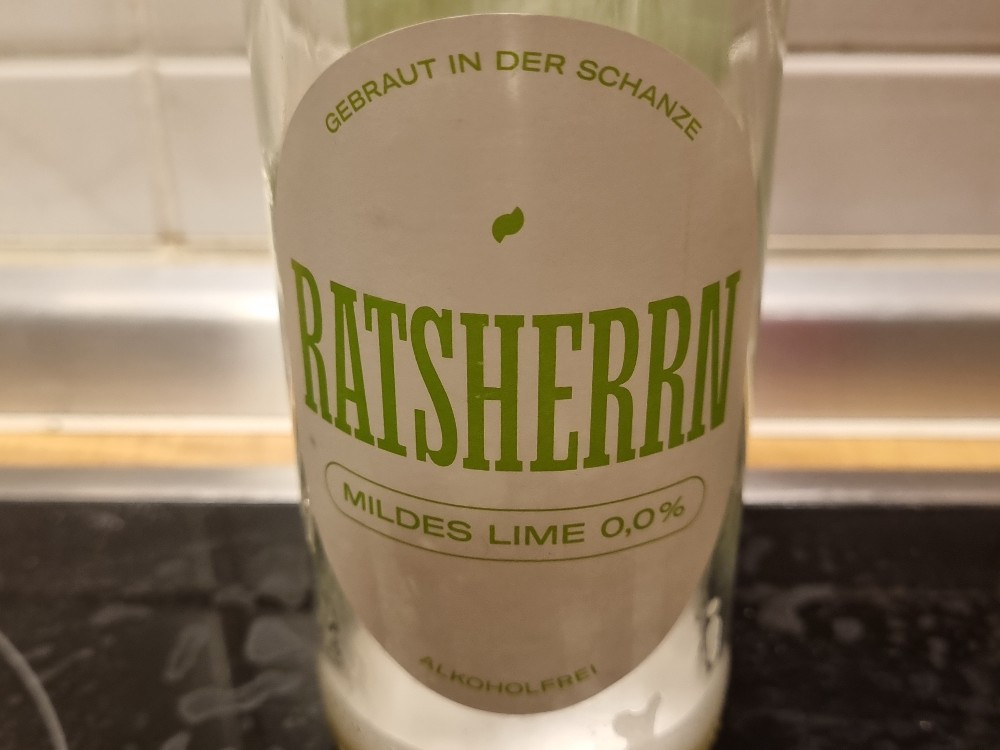 GEBRAUT IN DER SCHANZE
RATSHERRN
MILDES LIME 0,0%
ALKOHOLFREI